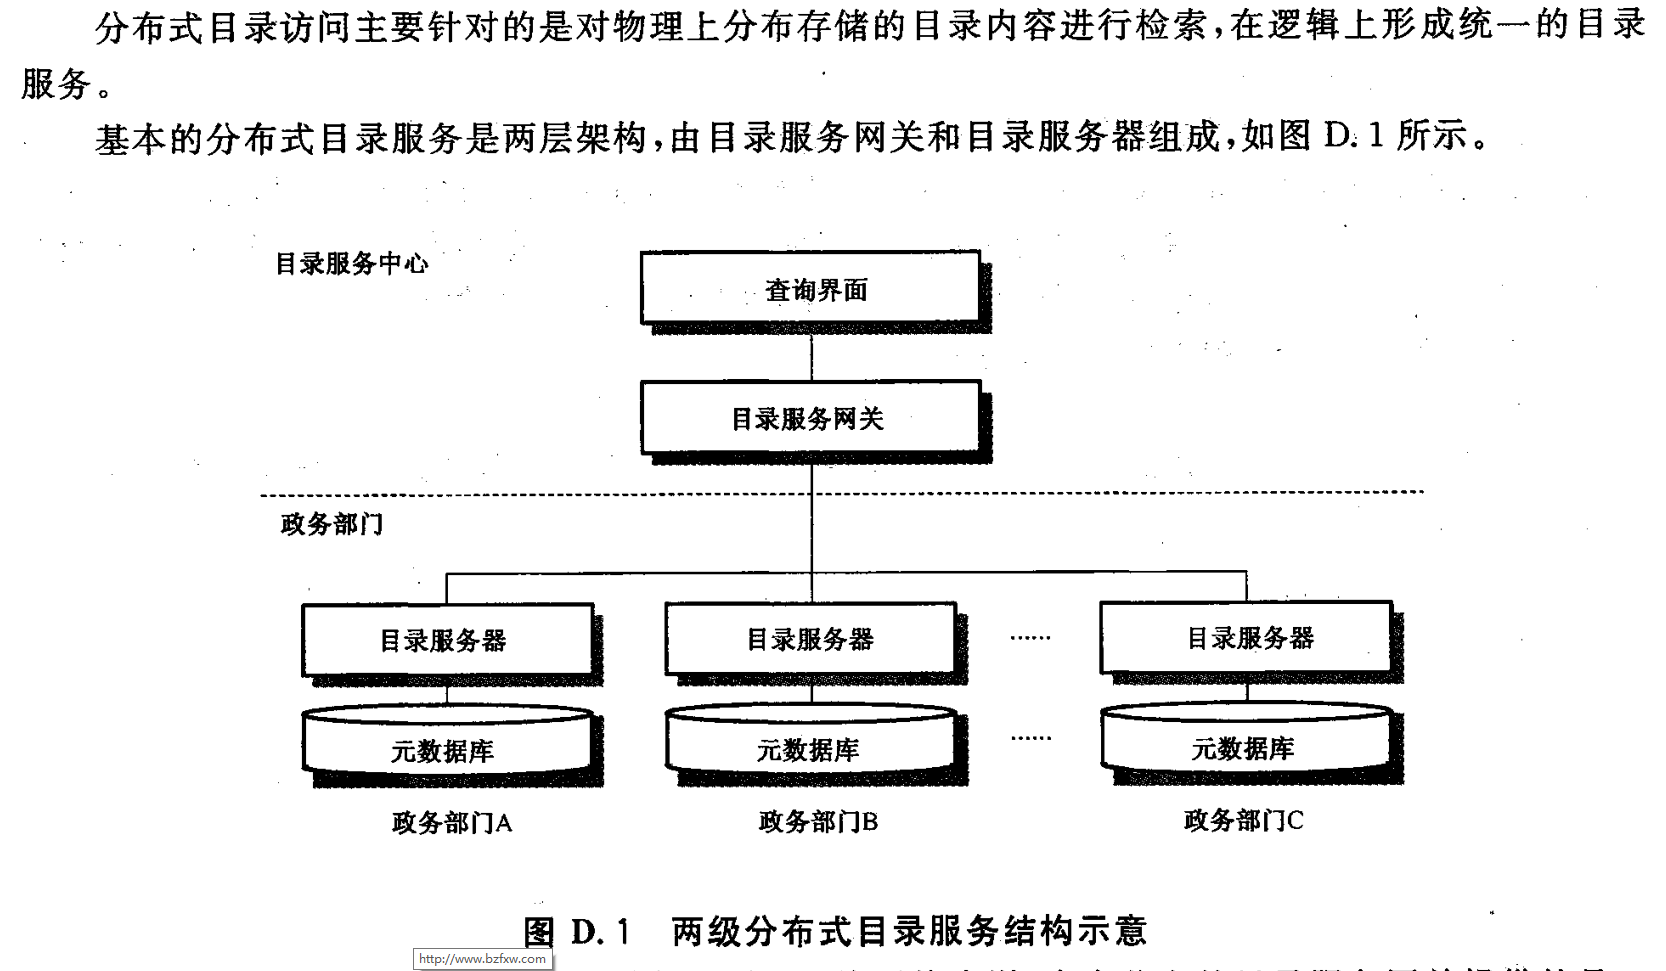 分布式目录访问主要针对的是对物理上分布存储的目录内容进行检索,在逻辑上形成统一的目录
服务。
基本的分布式目录服务是两层架构,由目录服务网关和目录服务器组成,如图 D.1 所示。
目录服务中心
查询界面
目录服务网关
政务部门
目录服务器 目录服务器 …… 目录服务器
元数据库 元数据库 …… 元数据库
政务部门A 政务部门B 政务部门C
图 D.1 两级分布式目录服务结构示意
http://www.bzfxw.com